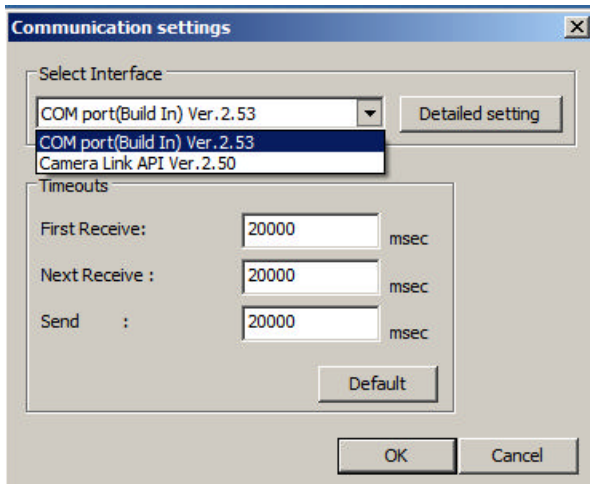 Communication settings
Select Interface
COM port(Build In) Ver.2.53
Detailed setting
COM port(Build In) Ver.2.53
Camera Link API Ver.2.50
Timeouts
First Receive: 20000 msec
Next Receive : 20000 msec
Send : 20000 msec
Default
OK Cancel